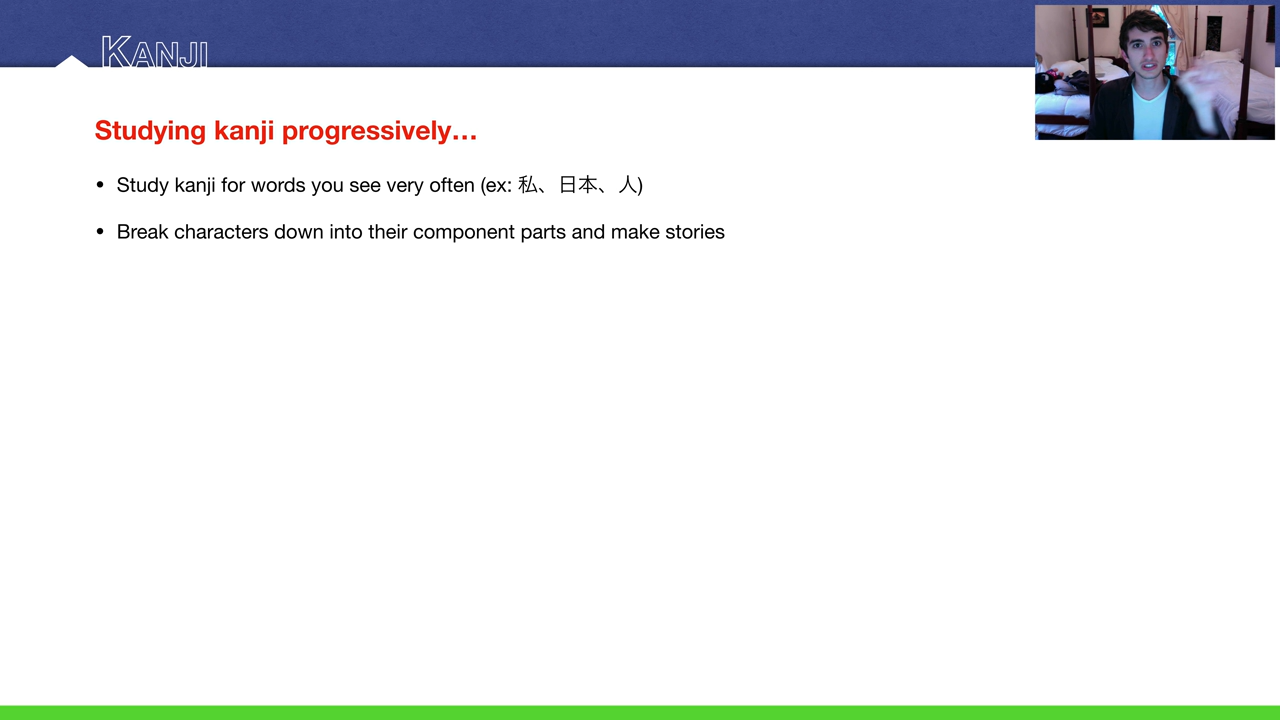 KANJI
Studying kanji progressively…
• Study kanji for words you see very often (ex: 私、日本、人)
• Break characters down into their component parts and make stories